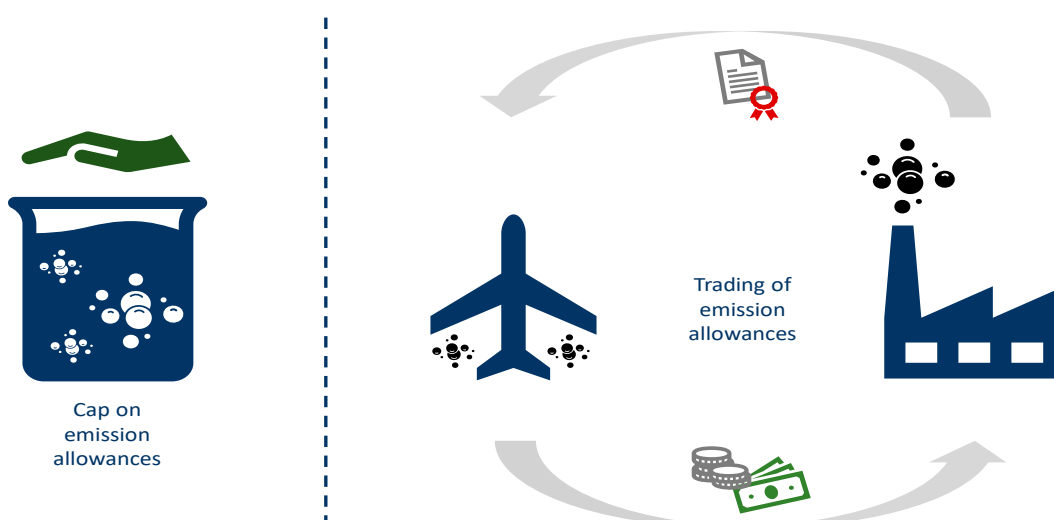 Cap on
emission
allowances
Trading of
emission
allowances